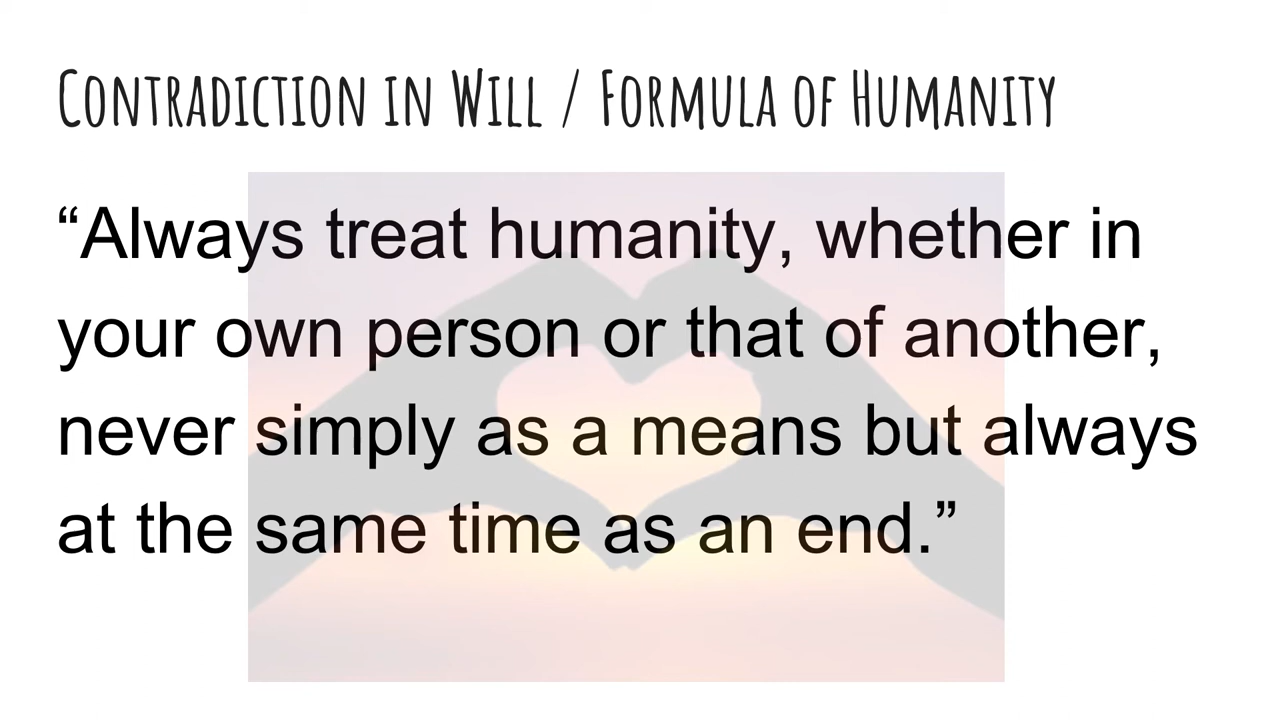 Contradiction in Will / Formula of Humanity
“Always treat humanity, whether in
your own person or that of another,
never simply as a means but always
at the same time as an end.”